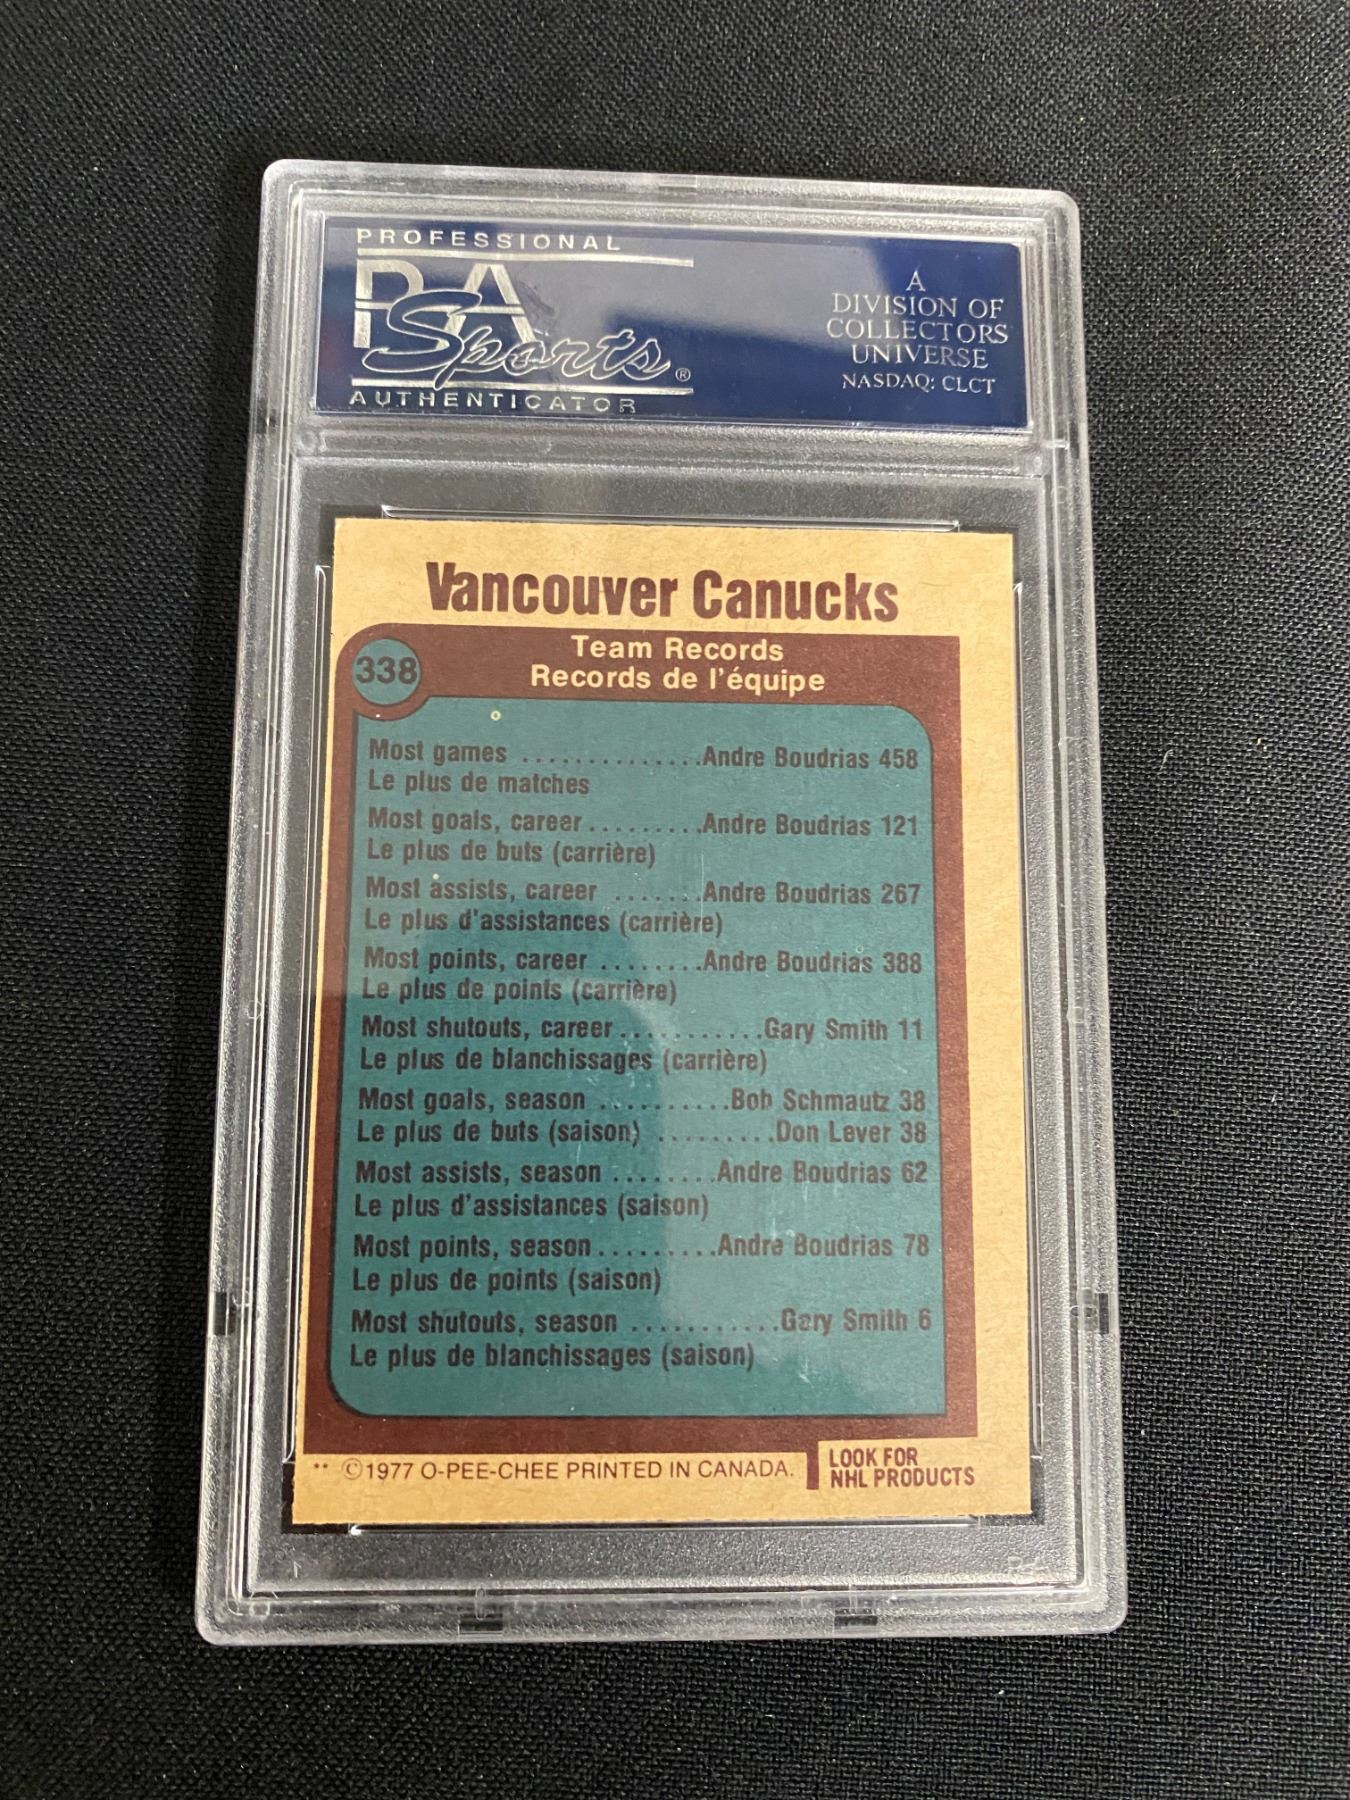 PROFESSIONAL
PSA
Sports®
AUTHENTICATOR
A
DIVISION OF
COLLECTORS
UNIVERSE
NASDAQ: CLCT
Vancouver Canucks
338
Team Records
Records de l'équipe
Most games ..............Andre Boudrias 458
Le plus de matches
Most goals, career.........Andre Boudrias 121
Le plus de buts (carrière)
Most assists, career .......Andre Boudrias 267
Le plus d'assistances (carrière)
Most points, career ........Andre Boudrias 388
Le plus de points (carrière)
Most shutouts, career...........Gary Smith 11
Le plus de blanchissages (carrière)
Most goals, season ..........Bob Schmautz 38
Le plus de buts (saison) .........Don Lever 38
Most assists, season ........Andre Boudrias 62
Le plus d'assistances (saison)
Most points, season.........Andre Boudrias 78
Le plus de points (saison)
Most shutouts, season ...........Gary Smith 6
Le plus de blanchissages (saison)
** ©1977 O-PEE-CHEE PRINTED IN CANADA.
LOOK FOR
NHL PRODUCTS